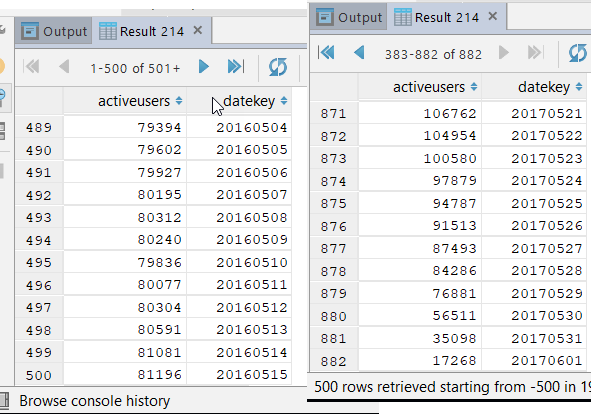 Output Result 214
1-500 of 501+
activeusers datekey
489 79394 20160504
490 79602 20160505
491 79927 20160506
492 80195 20160507
493 80312 20160508
494 80240 20160509
495 79836 20160510
496 80077 20160511
497 80304 20160512
498 80591 20160513
499 81081 20160514
500 81196 20160515
Browse console history
Output Result 214
383-882 of 882
activeusers datekey
871 106762 20170521
872 104954 20170522
873 100580 20170523
874 97879 20170524
875 94787 20170525
876 91513 20170526
877 87493 20170527
878 84286 20170528
879 76881 20170529
880 56511 20170530
881 35098 20170531
882 17268 20170601
500 rows retrieved starting from -500 in 19